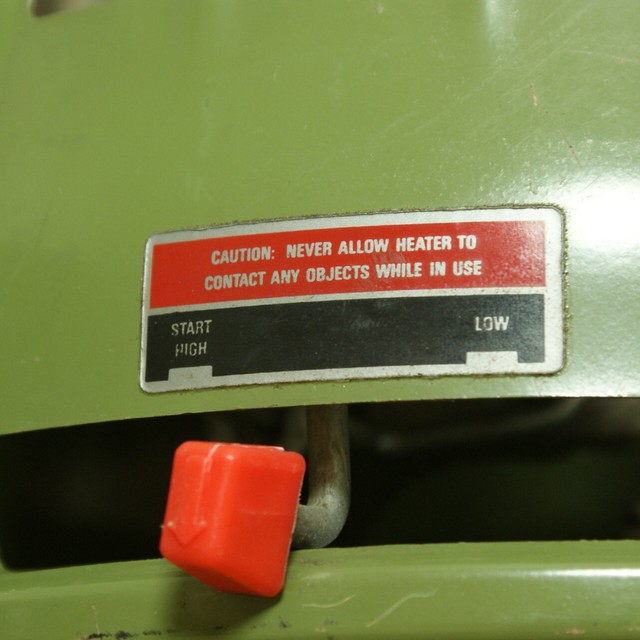 CAUTION: NEVER ALLOW HEATER TO
CONTACT ANY OBJECTS WHILE IN USE
START LOW
HIGH